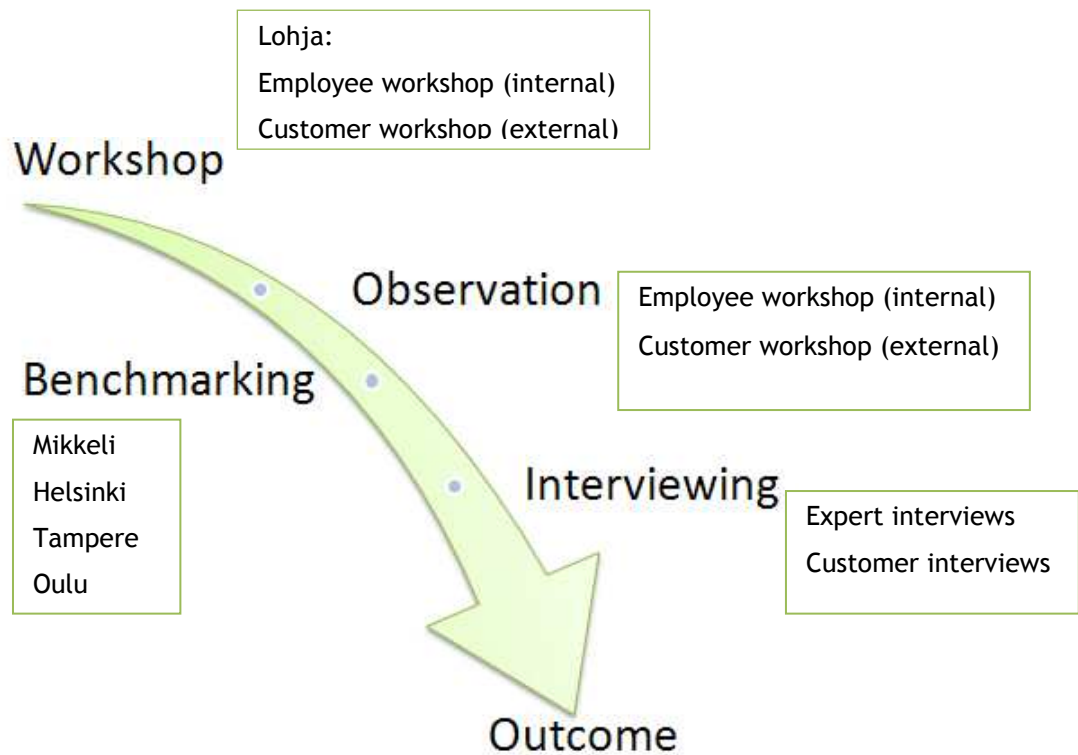 Lohja:
Employee workshop (internal)
Customer workshop (external)
Workshop
Observation
Employee workshop (internal)
Customer workshop (external)
Benchmarking
Mikkeli
Helsinki
Tampere
Oulu
Interviewing
Expert interviews
Customer interviews
Outcome